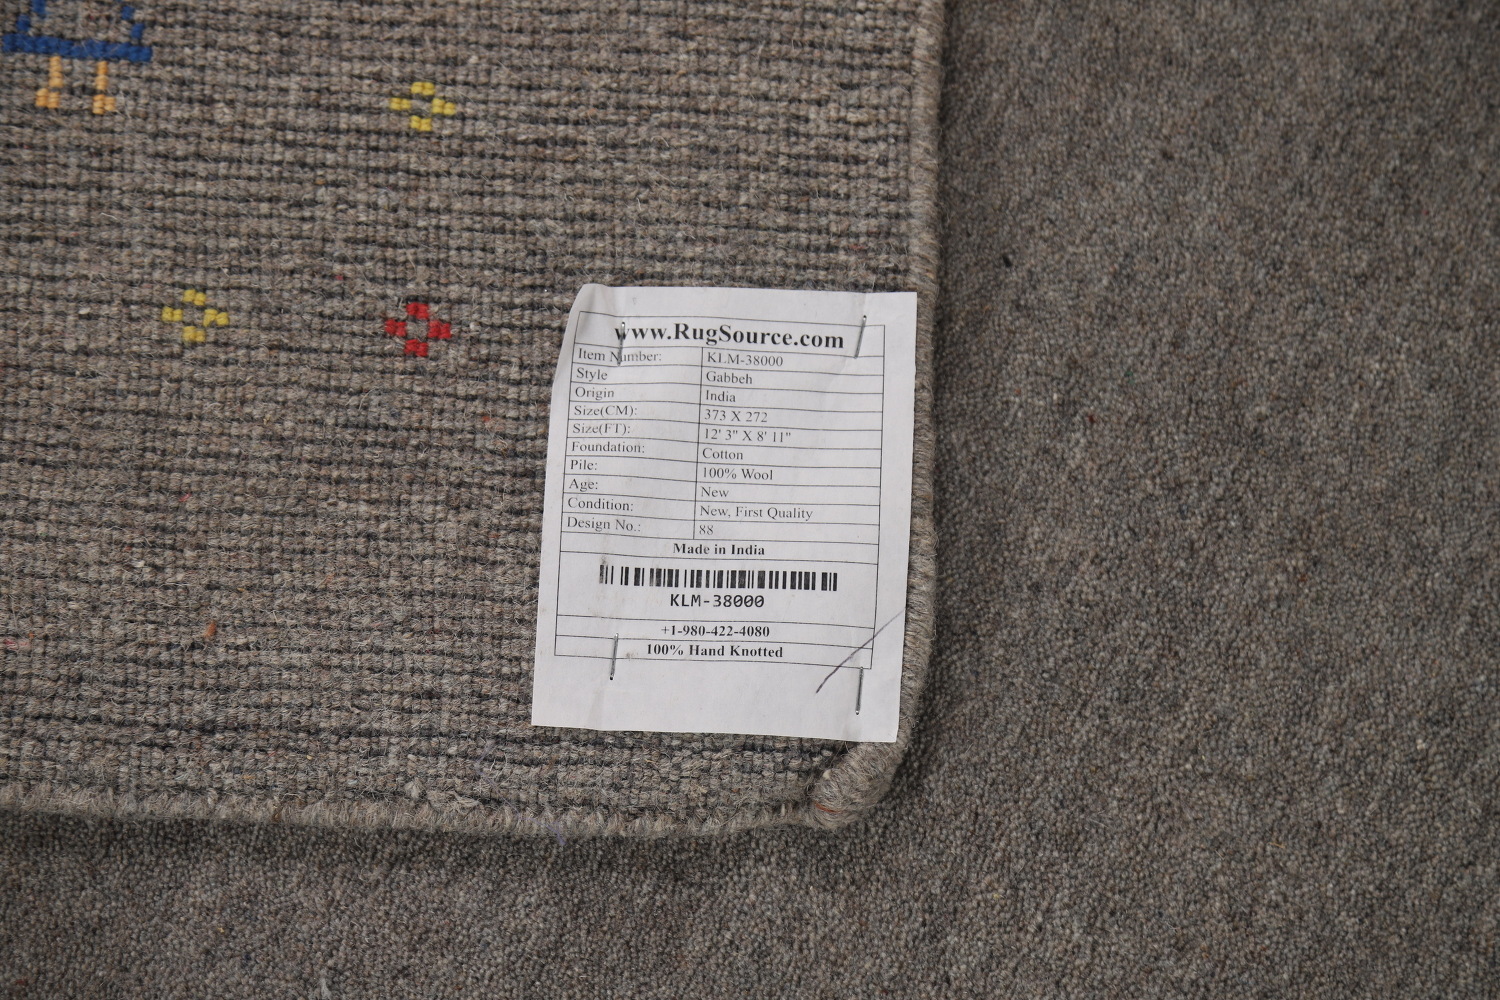 www.RugSource.com
Item Number: KLM-38000
Style Gabbeh
Origin India
Size(CM): 373 X 272
Size(FT): 12' 3" X 8' 11"
Foundation: Cotton
Pile: 100% Wool
Age: New
Condition: New, First Quality
Design No.: 88
Made in India
KLM-38000
+1-980-422-4080
100% Hand Knotted